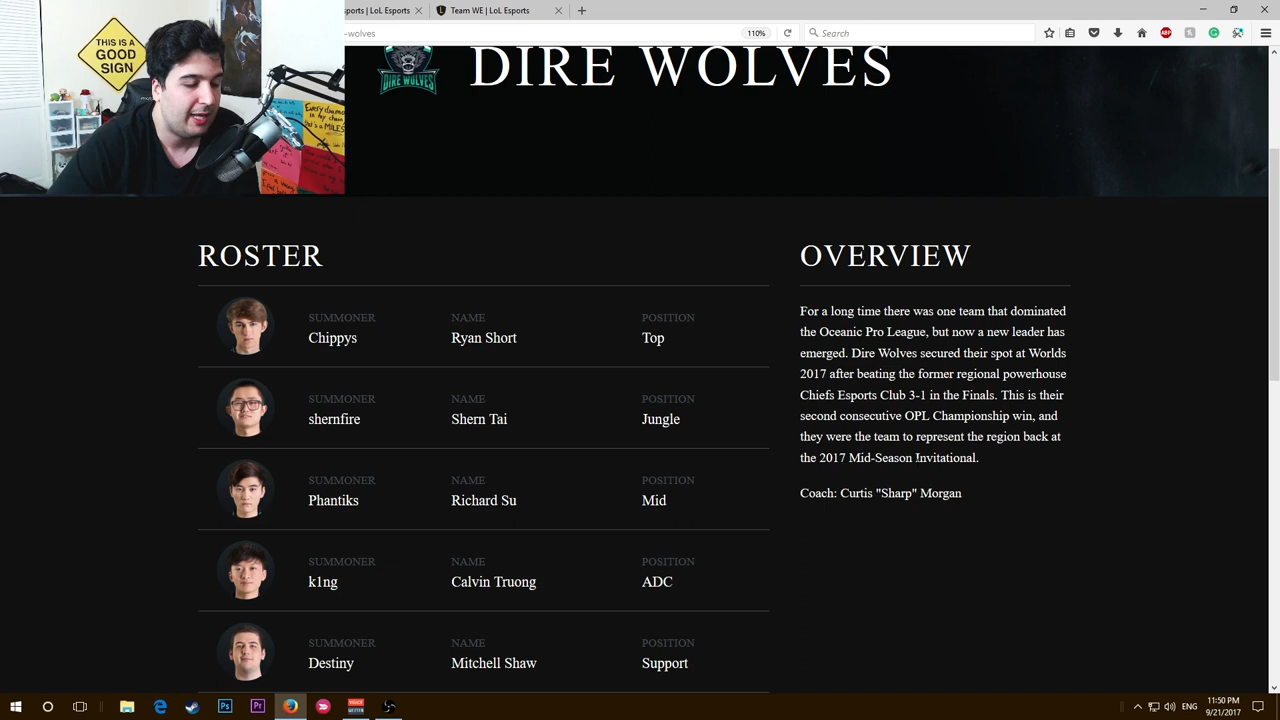 ports | LoL Esports
Team WE | LoL Esports
-wolves
110%
Search
ABP
THIS IS A
GOOD
SIGN
DIRE WOLVES
DIRE WOLVES
ROSTER
SUMMONER NAME POSITION
Chippys Ryan Short Top
SUMMONER NAME POSITION
shernfire Shern Tai Jungle
SUMMONER NAME POSITION
Phantiks Richard Su Mid
SUMMONER NAME POSITION
k1ng Calvin Truong ADC
SUMMONER NAME POSITION
Destiny Mitchell Shaw Support
OVERVIEW
For a long time there was one team that dominated
the Oceanic Pro League, but now a new leader has
emerged. Dire Wolves secured their spot at Worlds
2017 after beating the former regional powerhouse
Chiefs Esports Club 3-1 in the Finals. This is their
second consecutive OPL Championship win, and
they were the team to represent the region back at
the 2017 Mid-Season Invitational.
Coach: Curtis "Sharp" Morgan
Ps
Pr
ENG
11:50 PM
9/21/2017